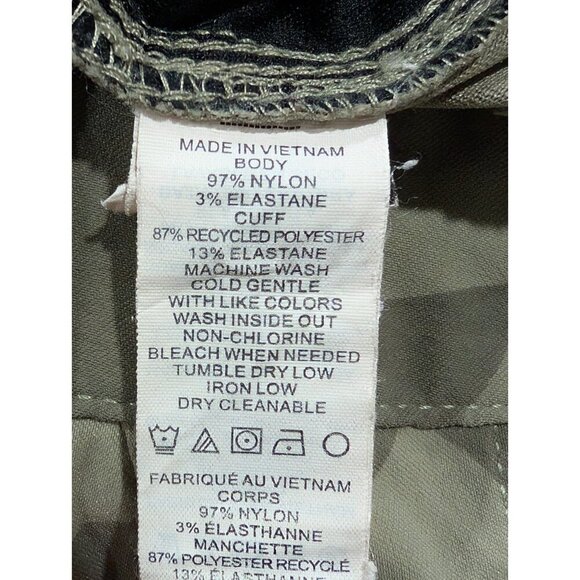 MADE IN VIETNAM
BODY
97% NYLON
3% ELASTANE
CUFF
87% RECYCLED POLYESTER
13% ELASTANE
MACHINE WASH
COLD GENTLE
WITH LIKE COLORS
WASH INSIDE OUT
NON-CHLORINE
BLEACH WHEN NEEDED
TUMBLE DRY LOW
IRON LOW
DRY CLEANABLE
FABRIQUÉ AU VIETNAM
CORPS
97% NYLON
3% ÉLASTHANNE
MANCHETTE
87% POLYESTER RECYCLÉ
13% ÉLASTHANNE